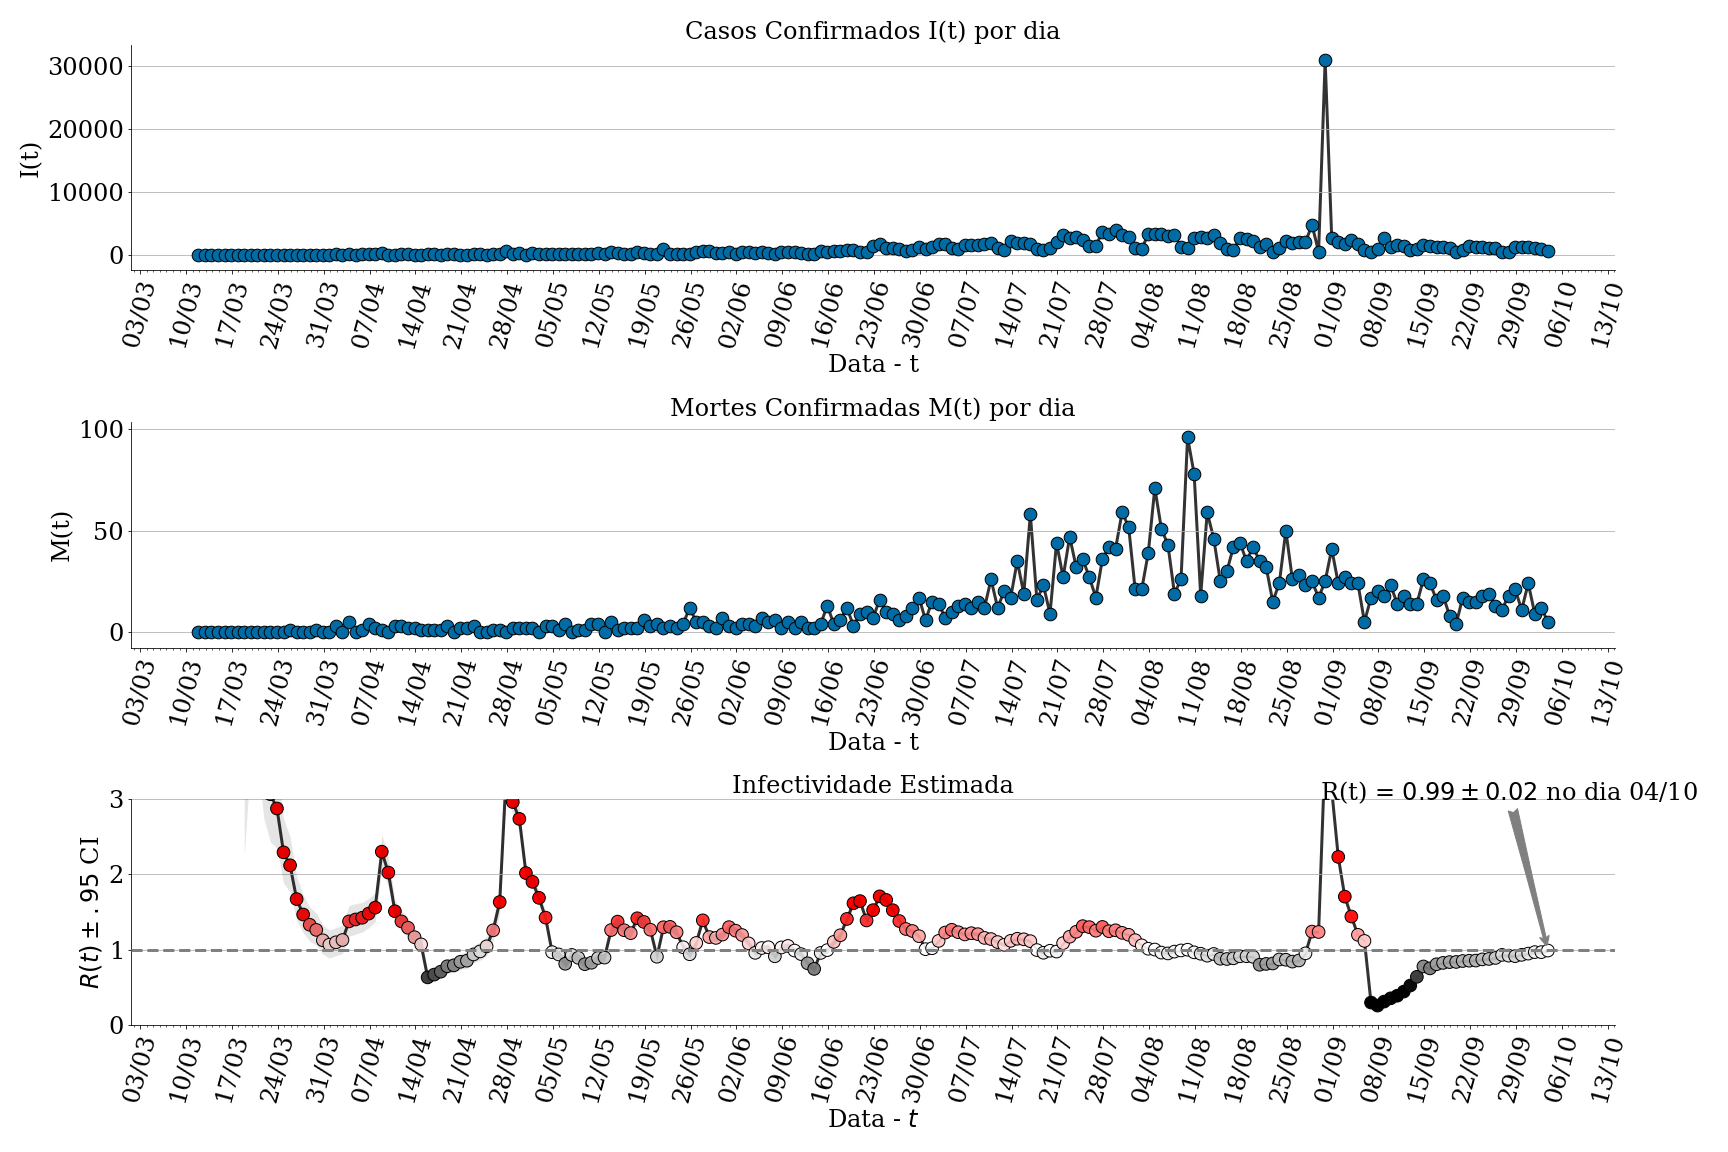 Casos Confirmados I(t) por dia
30000
20000
10000
0
I(t)
03/03 10/03 17/03 24/03 31/03 07/04 14/04 21/04 28/04 05/05 12/05 19/05 26/05 02/06 09/06 16/06 23/06 30/06 07/07 14/07 21/07 28/07 04/08 11/08 18/08 25/08 01/09 08/09 15/09 22/09 29/09 06/10 13/10
Data - t
Mortes Confirmadas M(t) por dia
100
50
0
M(t)
03/03 10/03 17/03 24/03 31/03 07/04 14/04 21/04 28/04 05/05 12/05 19/05 26/05 02/06 09/06 16/06 23/06 30/06 07/07 14/07 21/07 28/07 04/08 11/08 18/08 25/08 01/09 08/09 15/09 22/09 29/09 06/10 13/10
Data - t
Infectividade Estimada
R(t) = 0.99 ± 0.02 no dia 04/10
3
2
1
0
R(t) ± .95 CI
03/03 10/03 17/03 24/03 31/03 07/04 14/04 21/04 28/04 05/05 12/05 19/05 26/05 02/06 09/06 16/06 23/06 30/06 07/07 14/07 21/07 28/07 04/08 11/08 18/08 25/08 01/09 08/09 15/09 22/09 29/09 06/10 13/10
Data - t